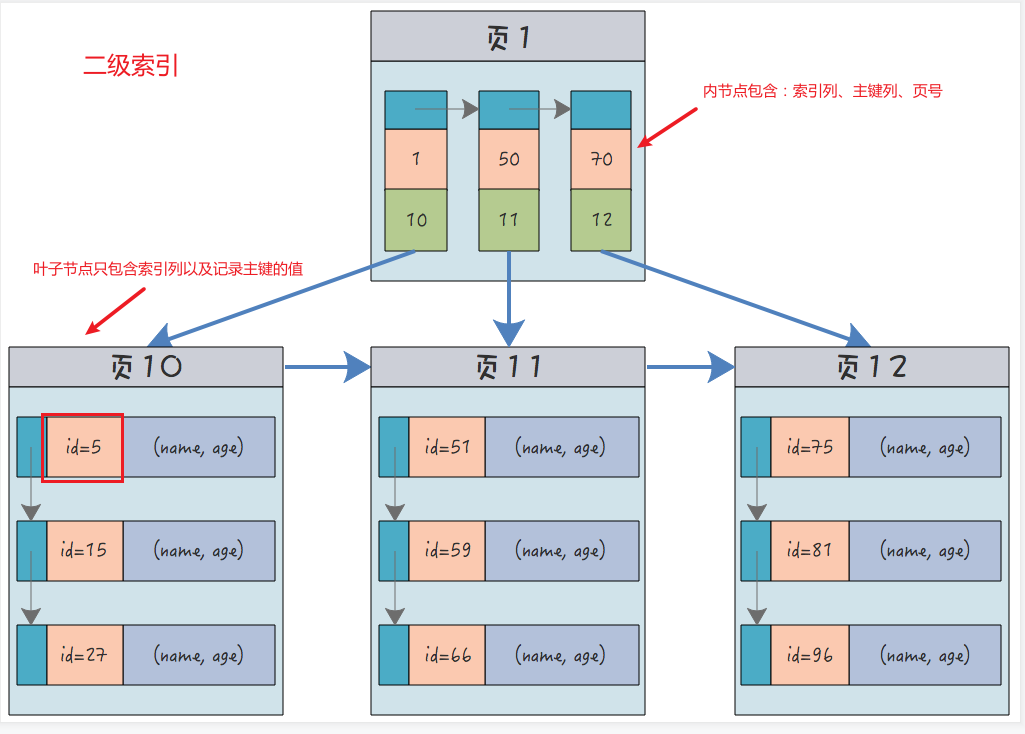 二级索引
页 1
内节点包含：索引列、主键列、页号
1
50
70
10
11
12
叶子节点只包含索引列以及记录主键的值
页 10
页 11
页 12
id=5
(name, age)
id=51
(name, age)
id=75
(name, age)
id=15
(name, age)
id=59
(name, age)
id=81
(name, age)
id=27
(name, age)
id=66
(name, age)
id=96
(name, age)